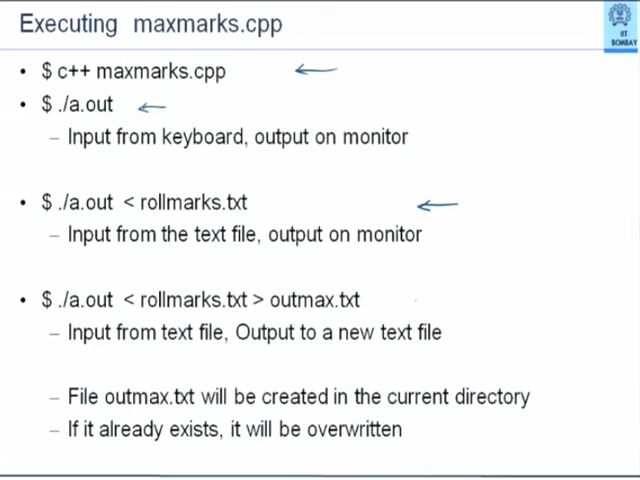 Executing maxmarks.cpp
IIT
BOMBAY
• $ c++ maxmarks.cpp
• $ ./a.out
– Input from keyboard, output on monitor
• $ ./a.out < rollmarks.txt
– Input from the text file, output on monitor
• $ ./a.out < rollmarks.txt > outmax.txt
– Input from text file, Output to a new text file
– File outmax.txt will be created in the current directory
– If it already exists, it will be overwritten